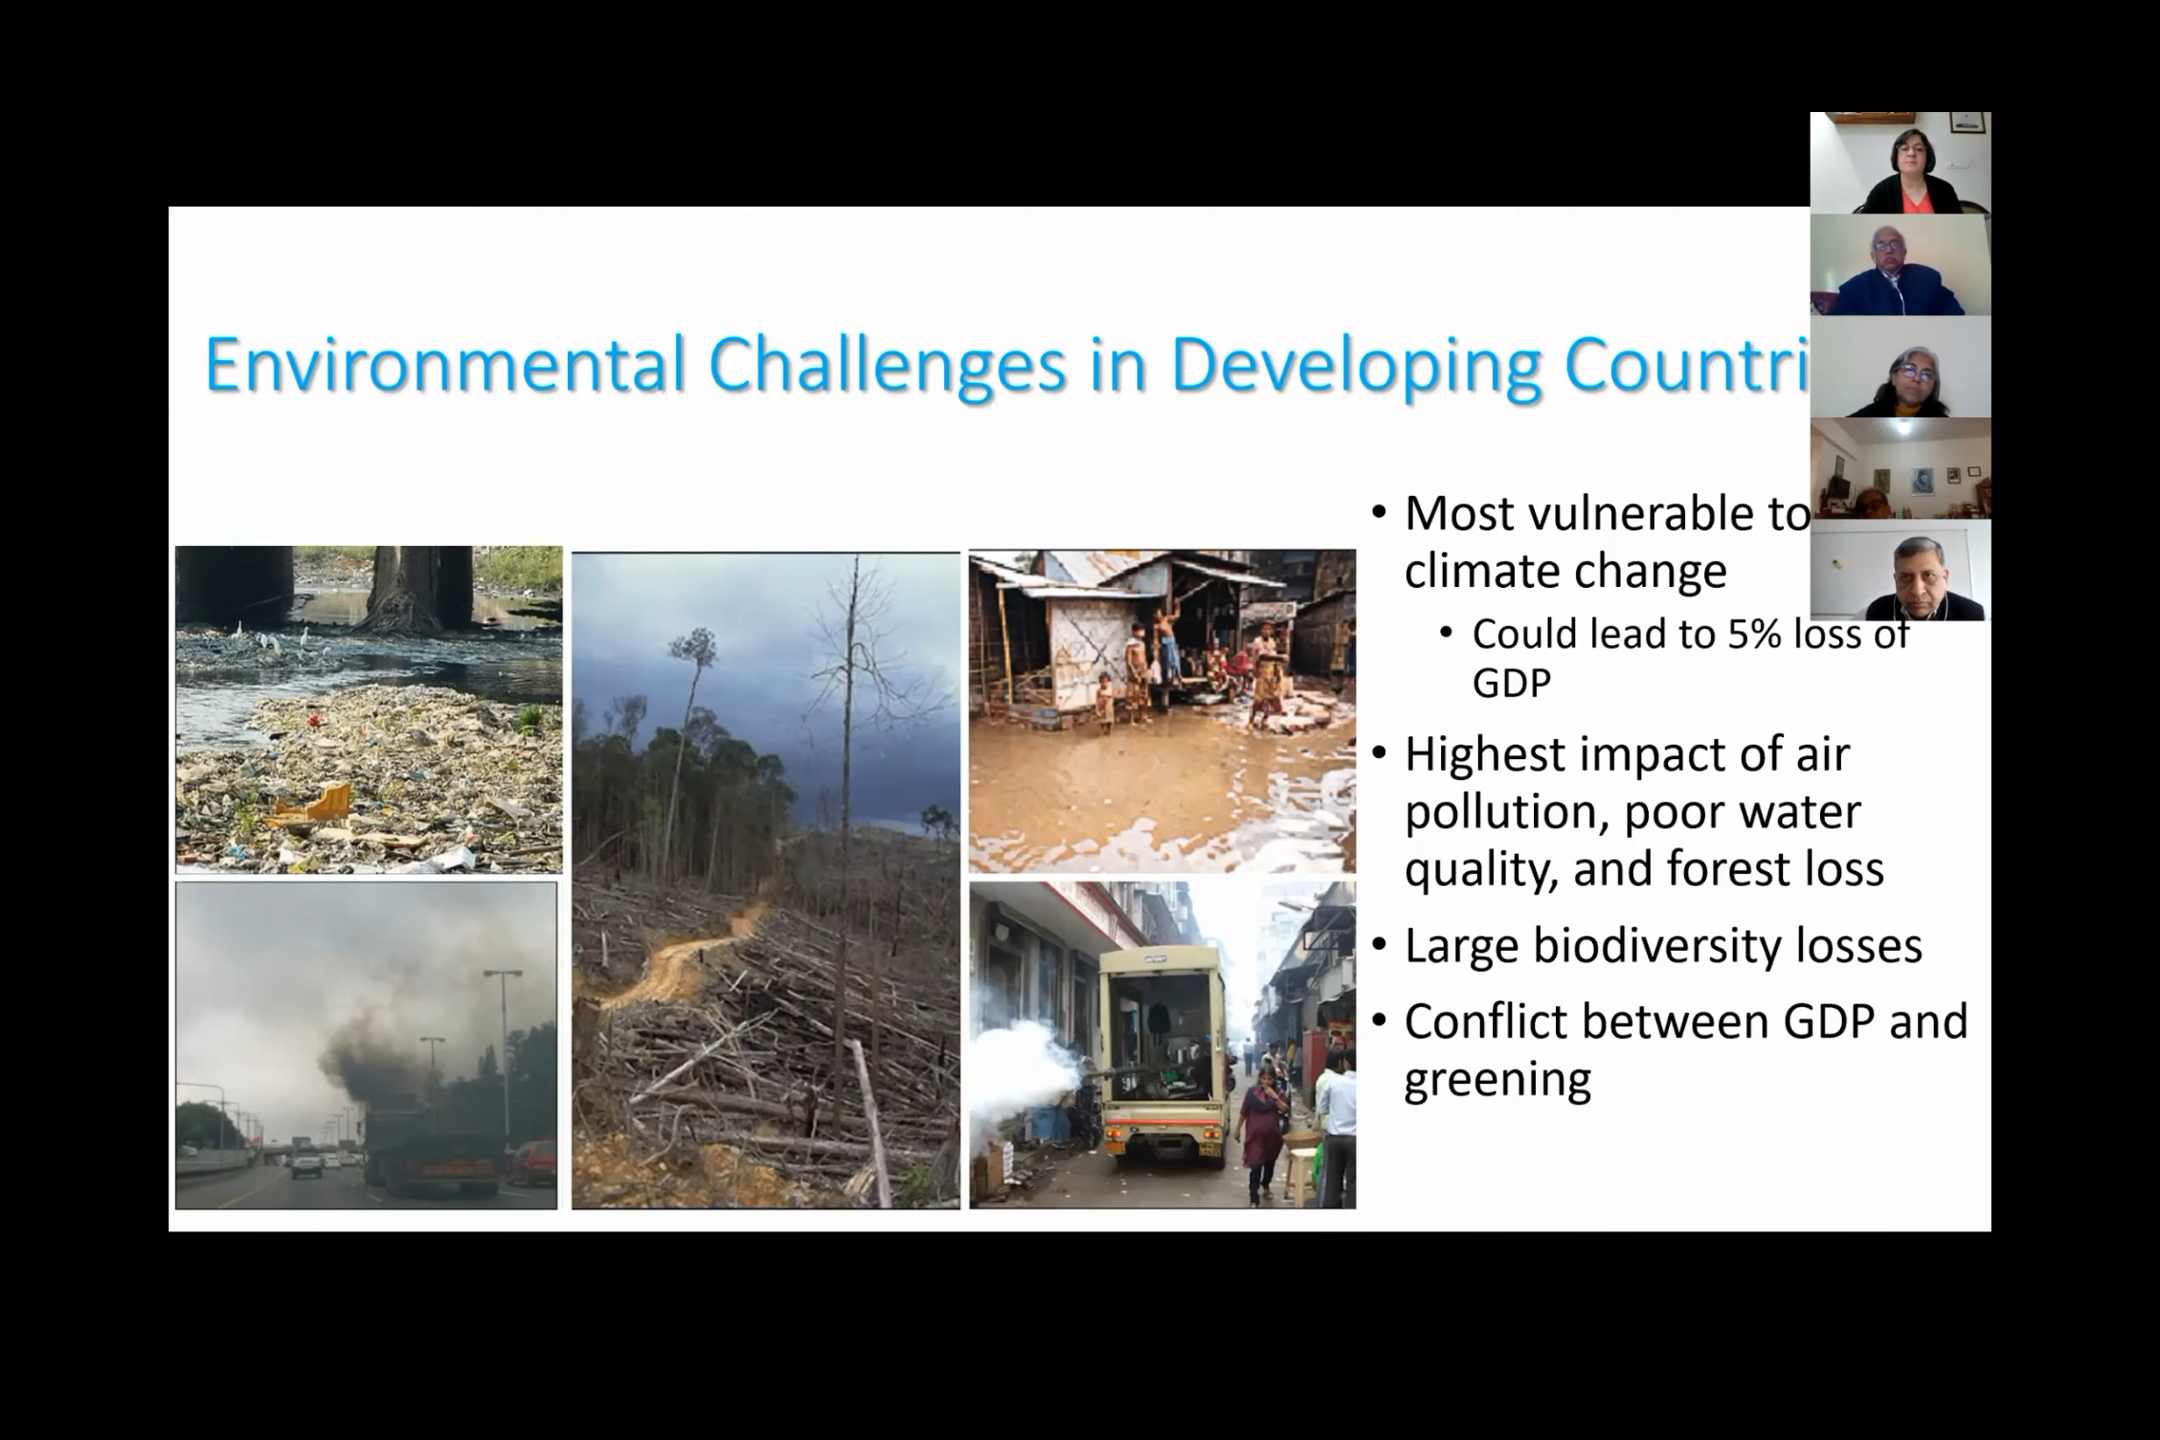 Environmental Challenges in Developing Countri
• Most vulnerable to
climate change
• Could lead to 5% loss of
GDP
• Highest impact of air
pollution, poor water
quality, and forest loss
• Large biodiversity losses
• Conflict between GDP and
greening